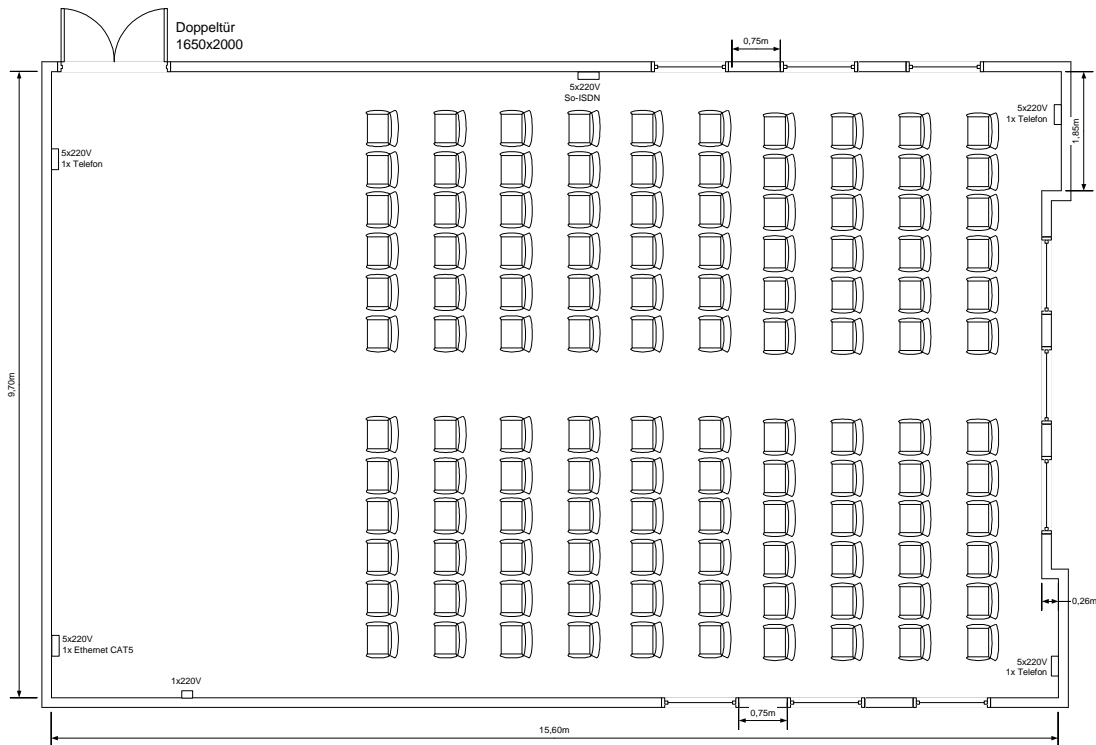 Doppeltür
1650x2000
0,75m
5x220V
So-ISDN
5x220V
1x Telefon
1,85m
5x220V
1x Telefon
9,70m
0,26m
5x220V
1x Ethernet CAT5
5x220V
1x Telefon
1x220V
0,75m
15,60m